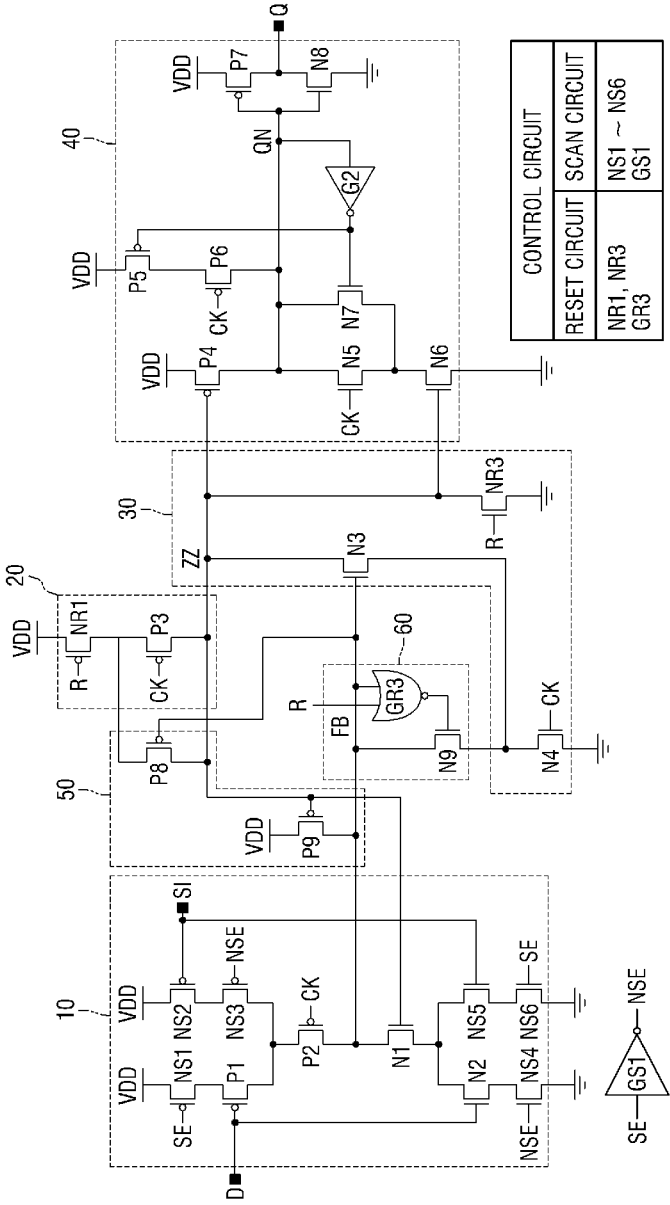 10
VDD
VDD
SE
NS1
NS2
SI
NS3
NSE
D
P1
P2
CK
N1
N2
NS5
NSE
NS4
NS6
SE
SE
GS1
NSE
50
VDD
P9
P8
20
VDD
R
NR1
CK
P3
ZZ
R
FB
60
GR3
N9
N4
CK
30
N3
R
NR3
40
VDD
P4
VDD
P5
CK
P6
CK
N5
N7
N6
QN
G2
VDD
P7
N8
Q
CONTROL CIRCUIT
RESET CIRCUIT
SCAN CIRCUIT
NR1, NR3
GR3
NS1 ~ NS6
GS1